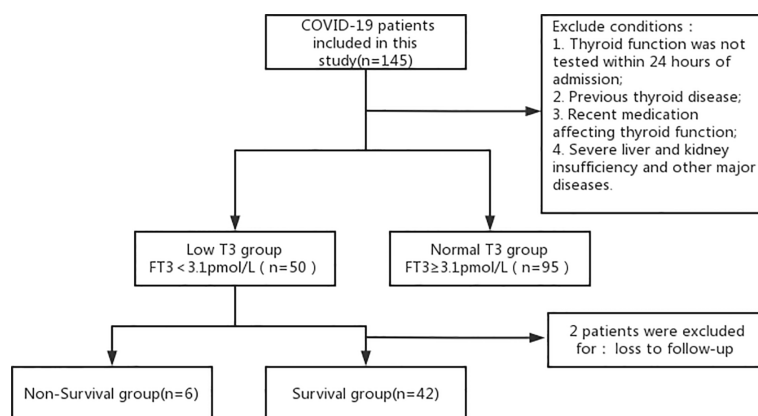 COVID-19 patients
included in this
study(n=145)
Exclude conditions：
1. Thyroid function was not
tested within 24 hours of
admission;
2. Previous thyroid disease;
3. Recent medication
affecting thyroid function;
4. Severe liver and kidney
insufficiency and other major
diseases.
Low T3 group
FT3<3.1pmol/L（n=50）
Normal T3 group
FT3≥3.1pmol/L（n=95）
2 patients were excluded
for：loss to follow-up
Non-Survival group(n=6)
Survival group(n=42)